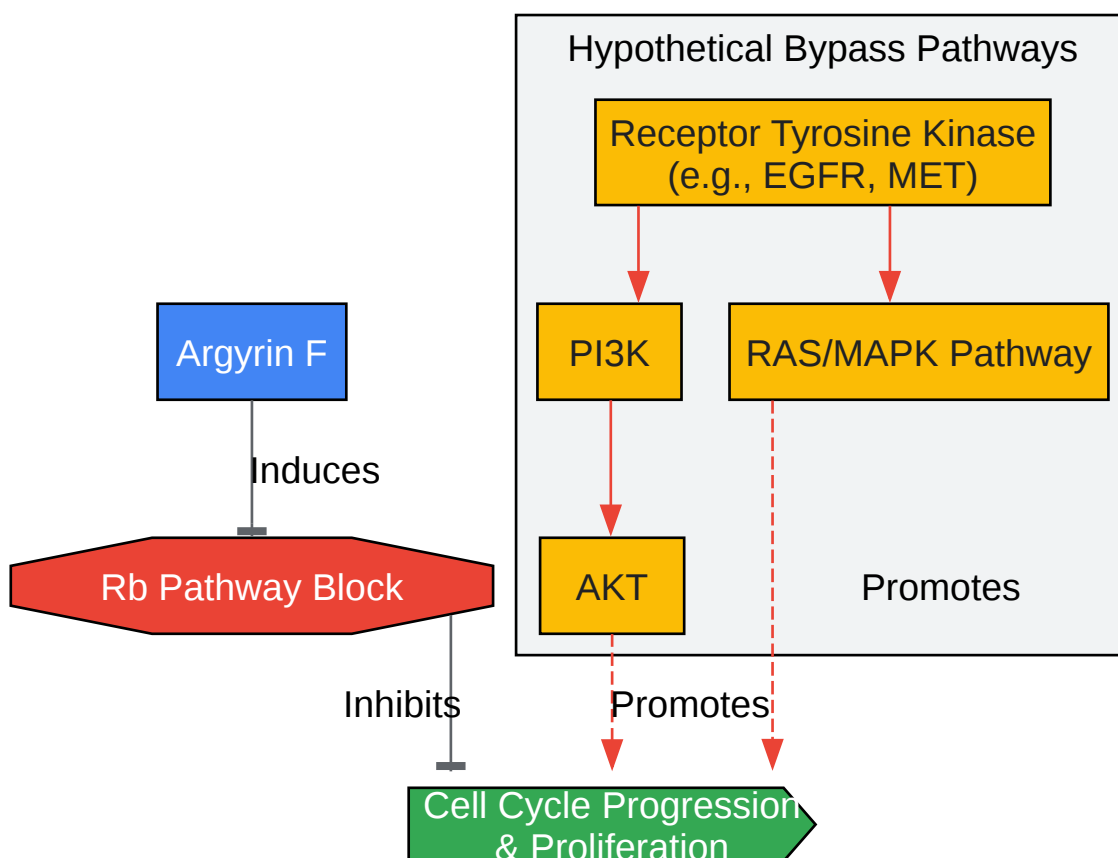 Hypothetical Bypass Pathways
Receptor Tyrosine Kinase
(e.g., EGFR, MET)
Argyrin F
PI3K
RAS/MAPK Pathway
Induces
Rb Pathway Block
AKT
Promotes
Inhibits
Promotes
Cell Cycle Progression
& Proliferation